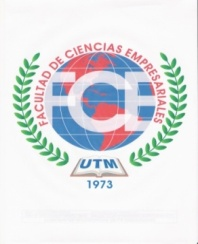 FACULTAD DE CIENCIAS EMPRESARIALES
FCE
UTM
1973